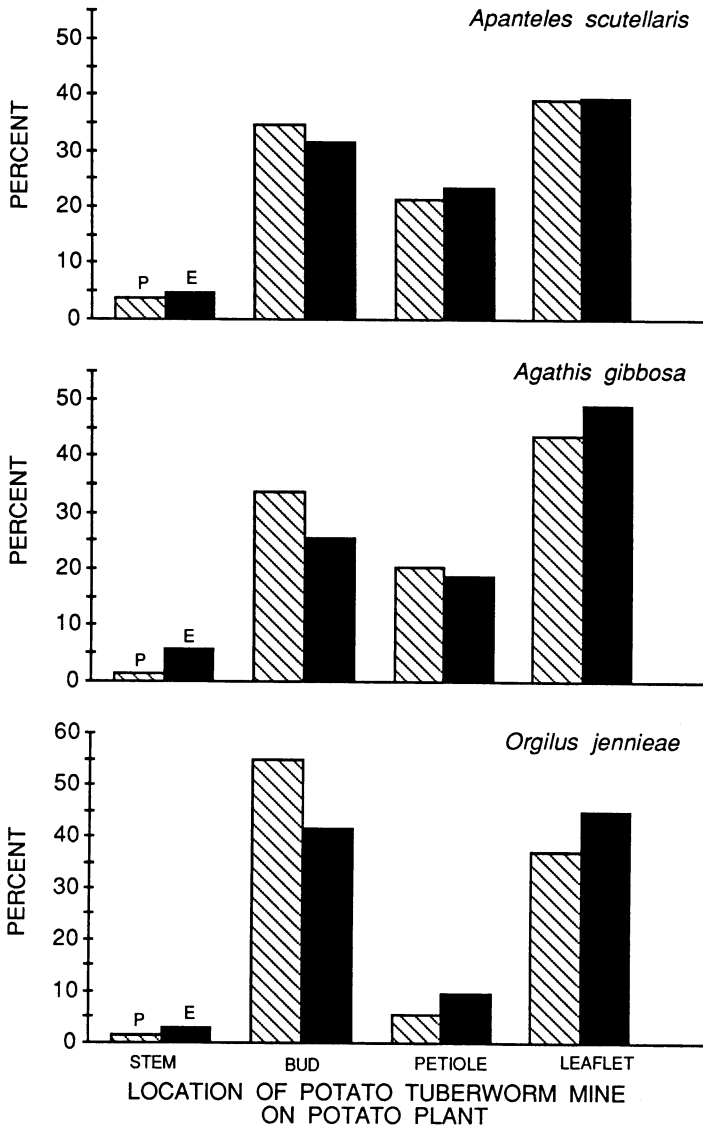 Apanteles scutellaris
PERCENT
50
40
30
20
10
0
P E
Agathis gibbosa
PERCENT
50
40
30
20
10
0
P E
Orgilus jennieae
PERCENT
60
50
40
30
20
10
0
P E
STEM BUD PETIOLE LEAFLET
LOCATION OF POTATO TUBERWORM MINE
ON POTATO PLANT